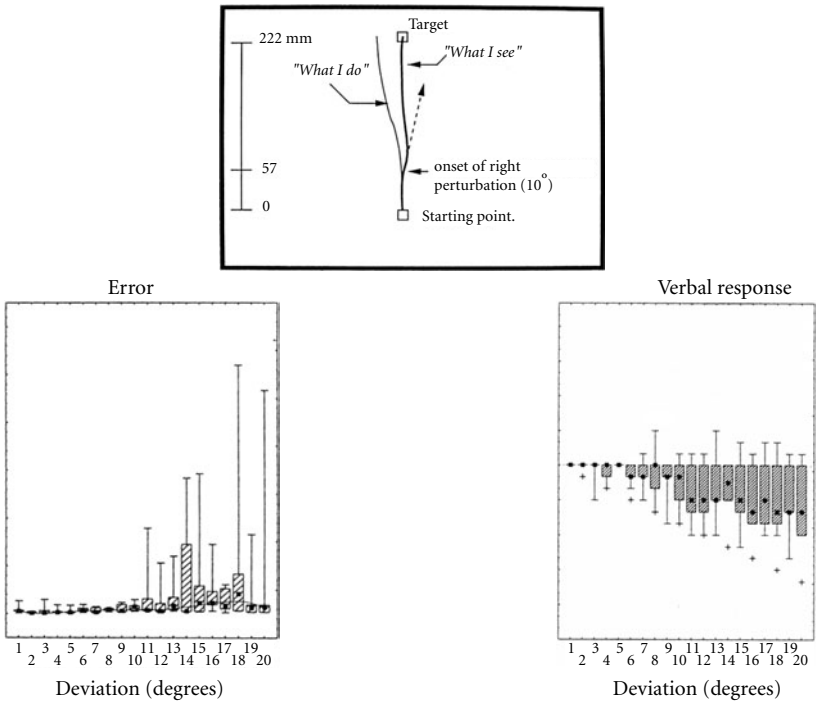 Target
222 mm
"What I see"
"What I do"
57
onset of right
perturbation (10°)
0
Starting point.
Error
Verbal response
1 3 5 7 9 11 13 15 17 19
2 4 6 8 10 12 14 16 18 20
Deviation (degrees)
1 3 5 7 9 11 13 15 17 19
2 4 6 8 10 12 14 16 18 20
Deviation (degrees)